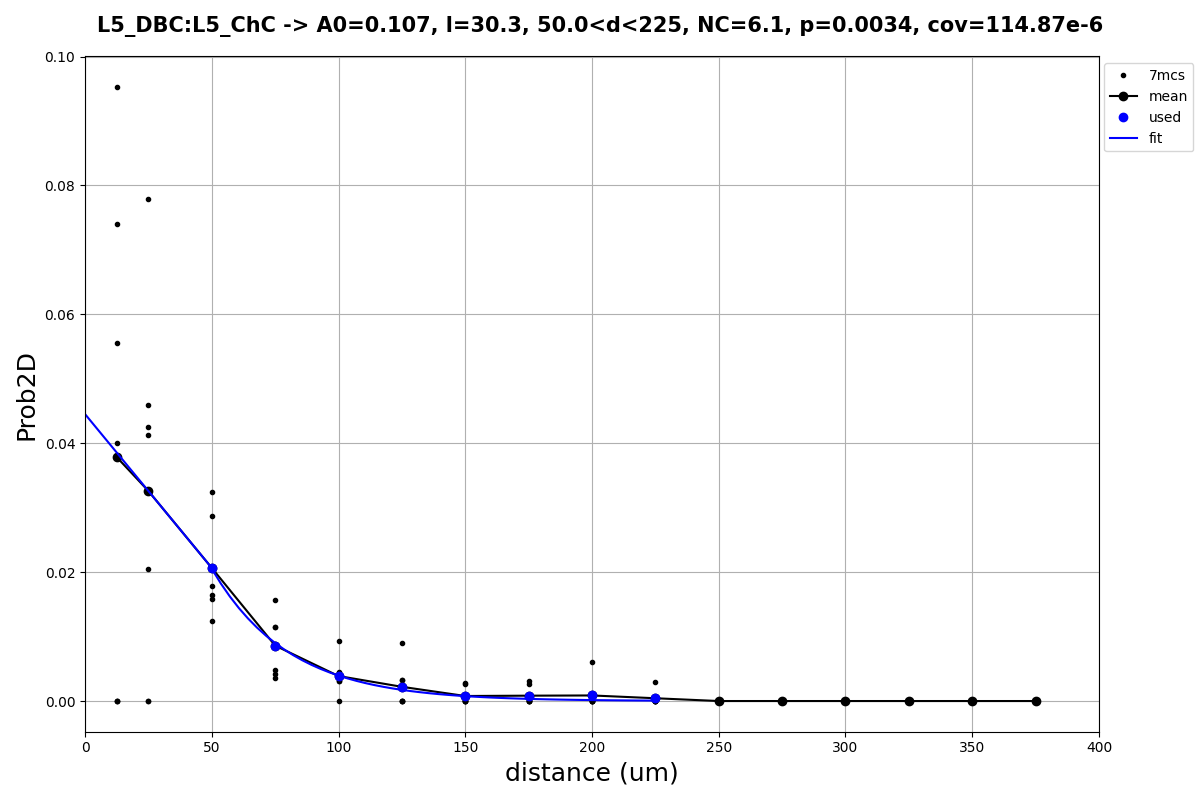 L5_DBC:L5_ChC -> A0=0.107, l=30.3, 50.0<d<225, NC=6.1, p=0.0034, cov=114.87e-6
0.10
0.08
0.06
0.04
0.02
0.00
Prob2D
0 50 100 150 200 250 300 350 400
distance (um)
7mcs
mean
used
fit